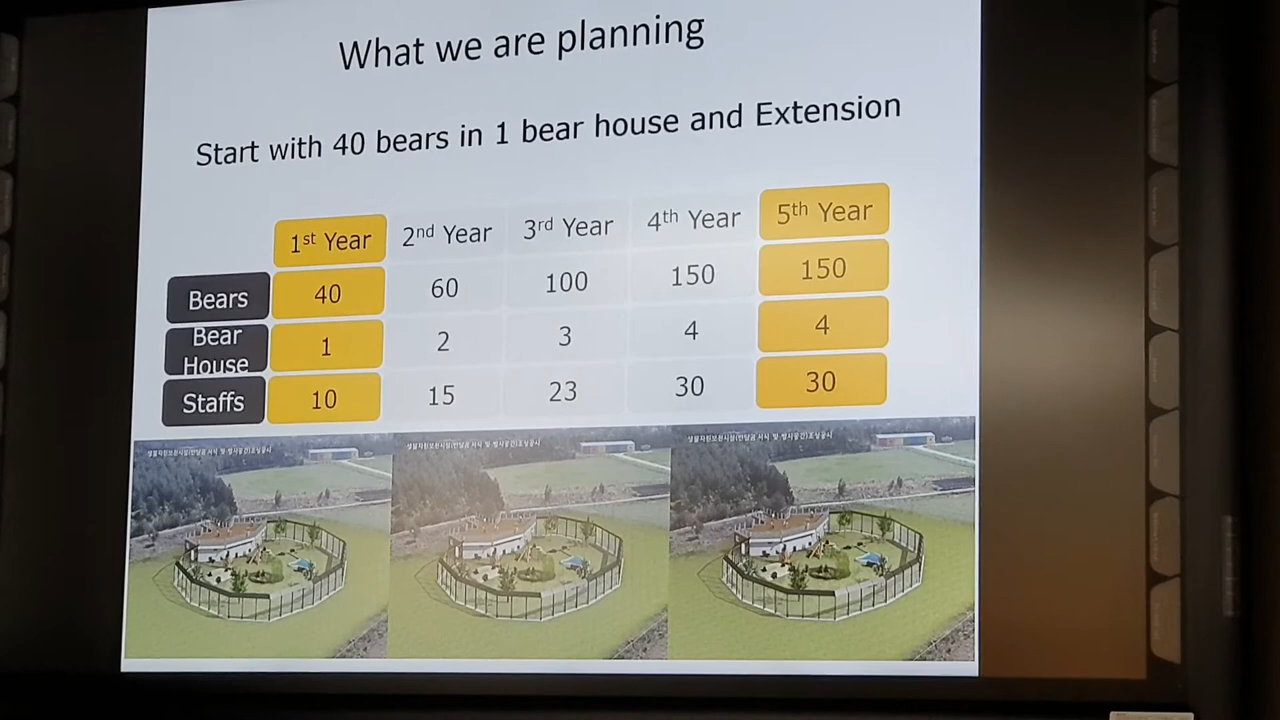 What we are planning
Start with 40 bears in 1 bear house and Extension
1st Year 2nd Year 3rd Year 4th Year 5th Year
Bears 40 60 100 150 150
Bear House 1 2 3 4 4
Staffs 10 15 23 30 30